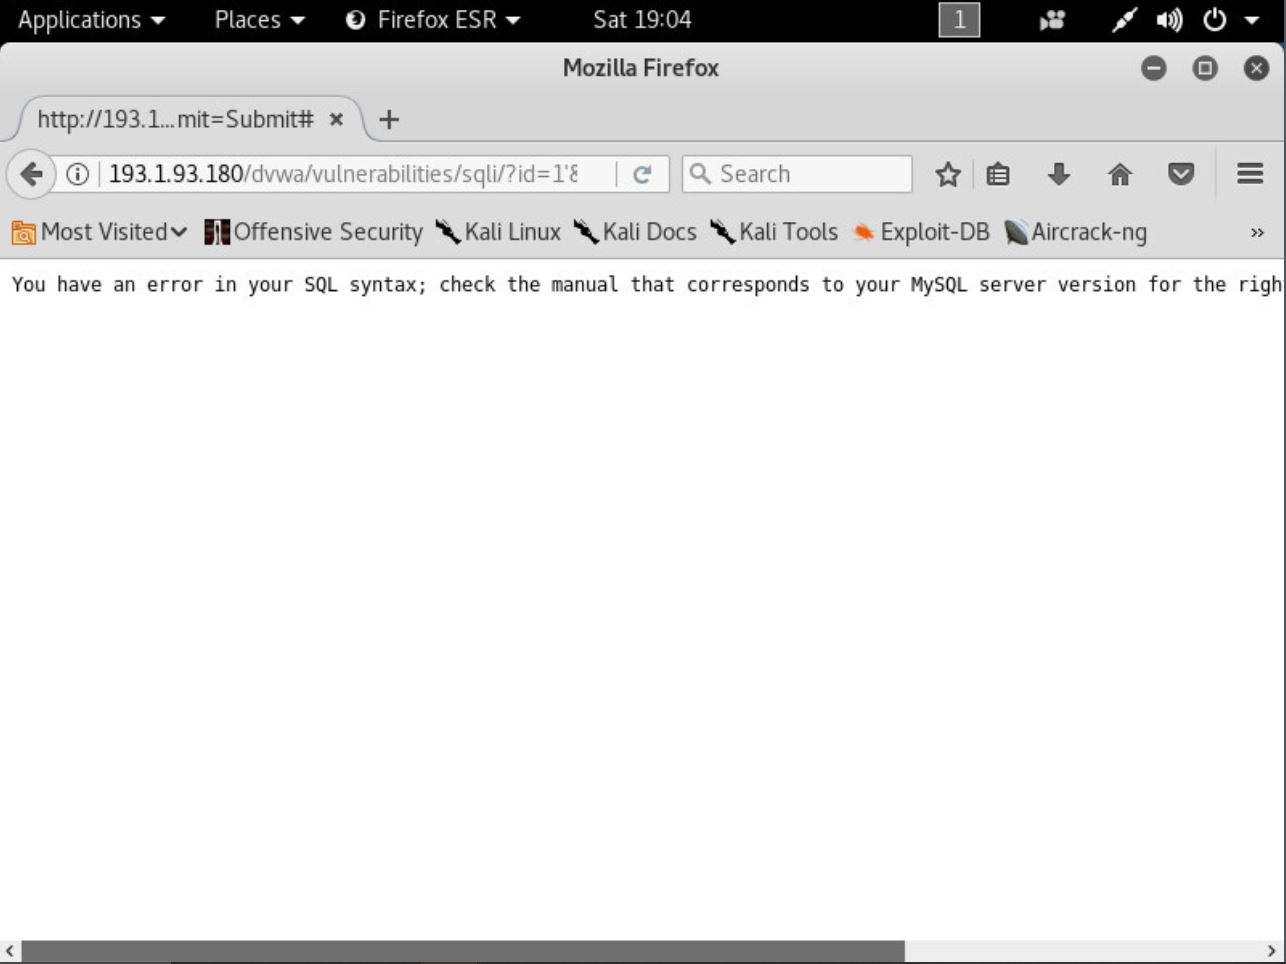 Applications Places Firefox ESR Sat 19:04 1
Mozilla Firefox
http://193.1...mit=Submit#
193.1.93.180/dvwa/vulnerabilities/sqli/?id=1'& Search
Most Visited Offensive Security Kali Linux Kali Docs Kali Tools Exploit-DB Aircrack-ng
You have an error in your SQL syntax; check the manual that corresponds to your MySQL server version for the righ